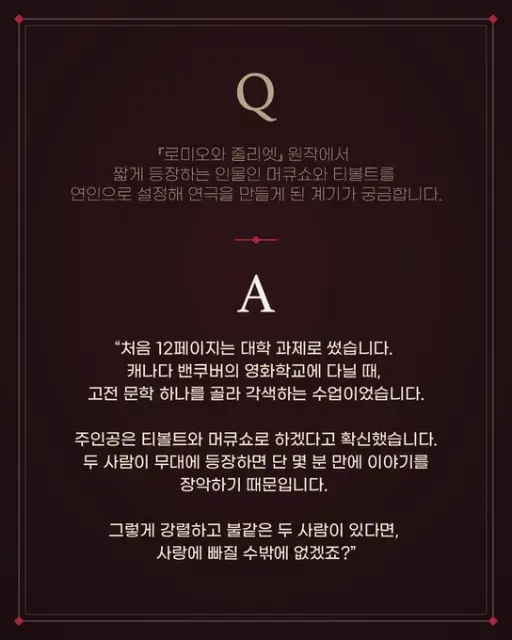 Q
『로미오와 줄리엣』 원작에서
짧게 등장하는 인물인 머큐쇼와 티볼트를
연인으로 설정해 연극을 만들게 된 계기가 궁금합니다.
A
“처음 12페이지는 대학 과제로 썼습니다.
캐나다 밴쿠버의 영화학교에 다닐 때,
고전 문학 하나를 골라 각색하는 수업이었습니다.
주인공은 티볼트와 머큐쇼로 하겠다고 확신했습니다.
두 사람이 무대에 등장하면 단 몇 분 만에 이야기를
장악하기 때문입니다.
그렇게 강렬하고 불같은 두 사람이 있다면,
사랑에 빠질 수밖에 없겠죠?”